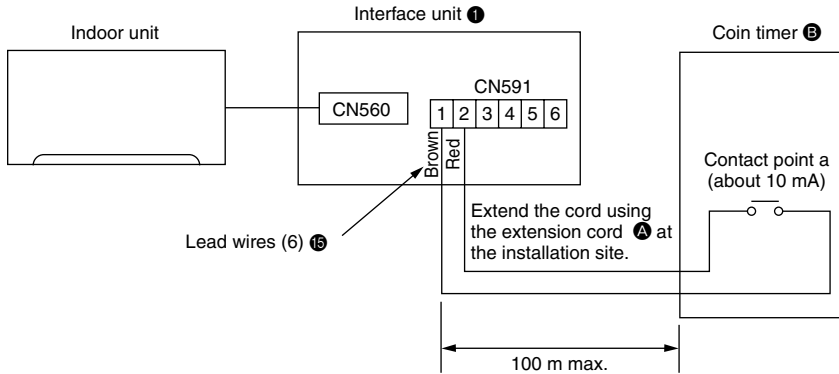 Interface unit ❶
Indoor unit
Coin timer Ⓑ
CN591
CN560
1 2 3 4 5 6
Brown
Red
Contact point a
(about 10 mA)
Extend the cord using
the extension cord Ⓐ at
the installation site.
Lead wires (6) ⓯
100 m max.